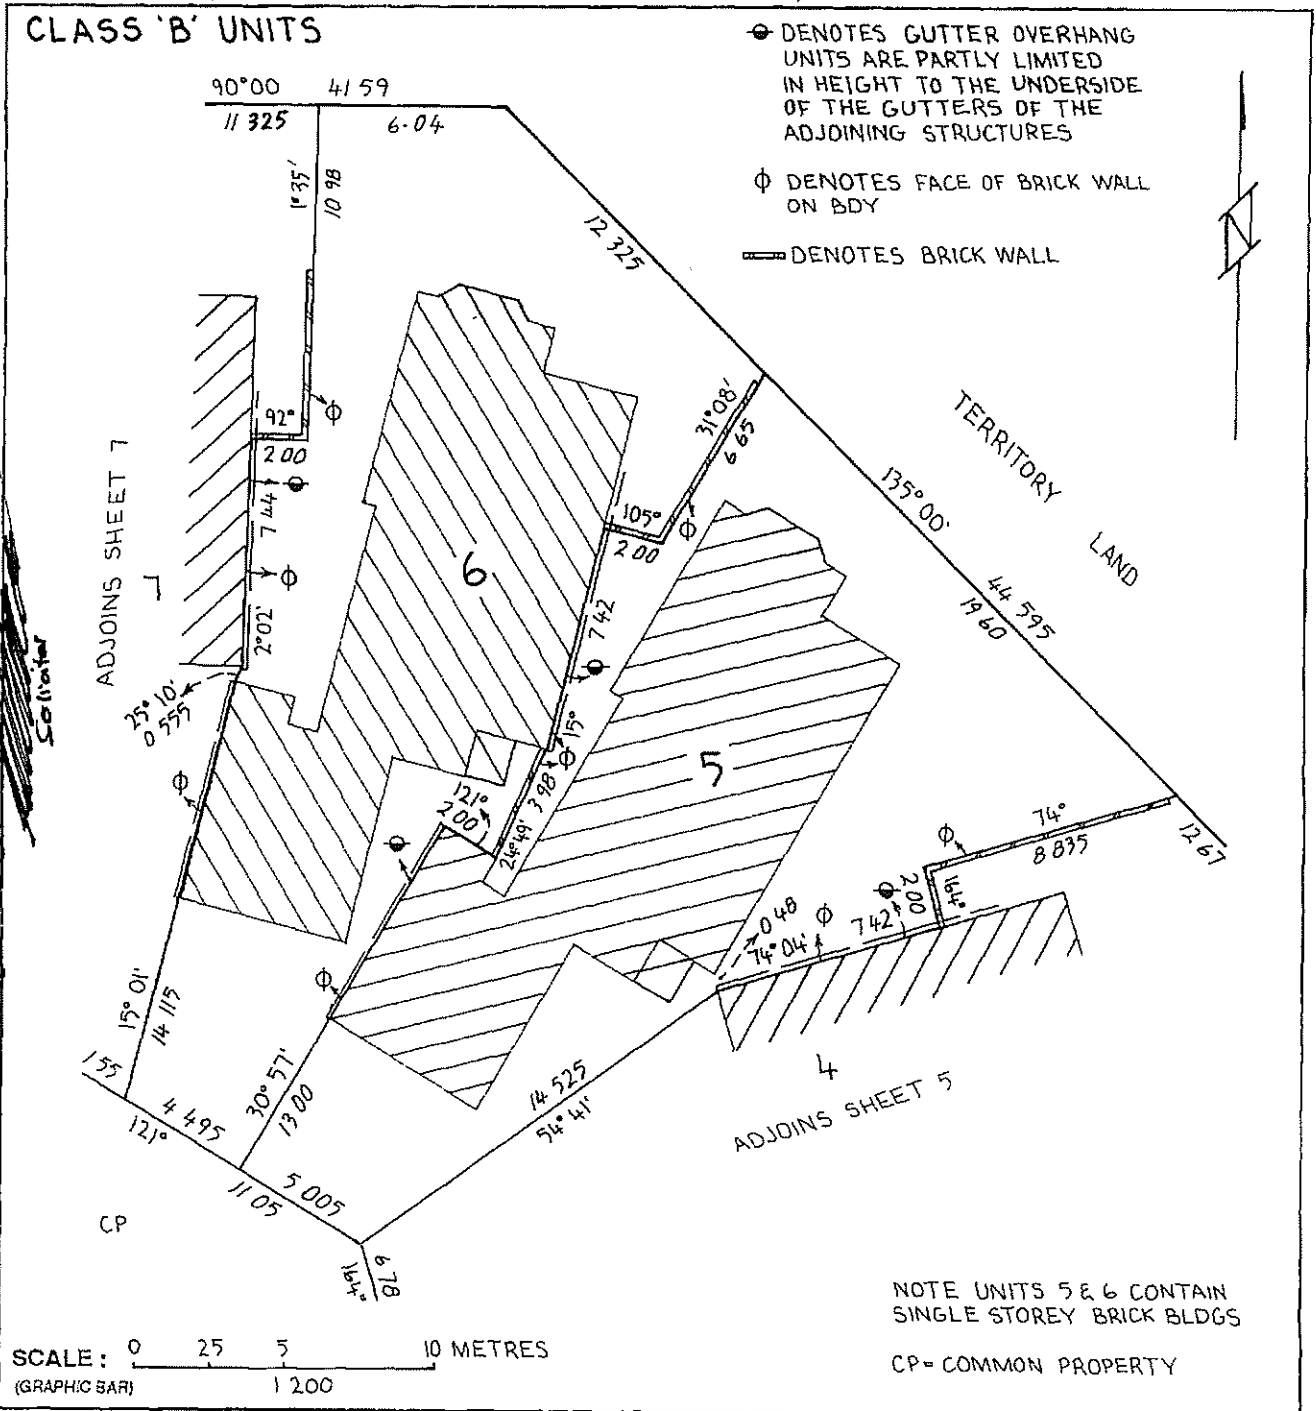 CLASS 'B' UNITS
DENOTES GUTTER OVERHANG
UNITS ARE PARTLY LIMITED
IN HEIGHT TO THE UNDERSIDE
OF THE GUTTERS OF THE
ADJOINING STRUCTURES
ϕ DENOTES FACE OF BRICK WALL
ON BDY
DENOTES BRICK WALL
90°00 41 59
11 325 6·04
1°35'
10 98
12 325
N
TERRITORY
LAND
135°00'
44 595
19 60
12 67
92°
2 00
ϕ
7 44
ϕ
2°02'
ADJOINS SHEET 7
7
25°10'
0 555
ϕ
6
31°08'
6 65
ϕ
105°
2 00
7 42
15°
ϕ
3 98
24°49'
121°
2 00
5
74°
8 835
ϕ
2 00
164°
7 42
ϕ
0 48
74°04'
ϕ
15°01'
14 115
30°57'
13 00
1 55
4 495
121°
5 005
11 05
14 525
54°41'
4
ADJOINS SHEET 5
CP
6 78
164°
Solicitor
NOTE UNITS 5 & 6 CONTAIN
SINGLE STOREY BRICK BLDGS
CP= COMMON PROPERTY
SCALE: 0 25 5 10 METRES
(GRAPHIC BAR) 1 200